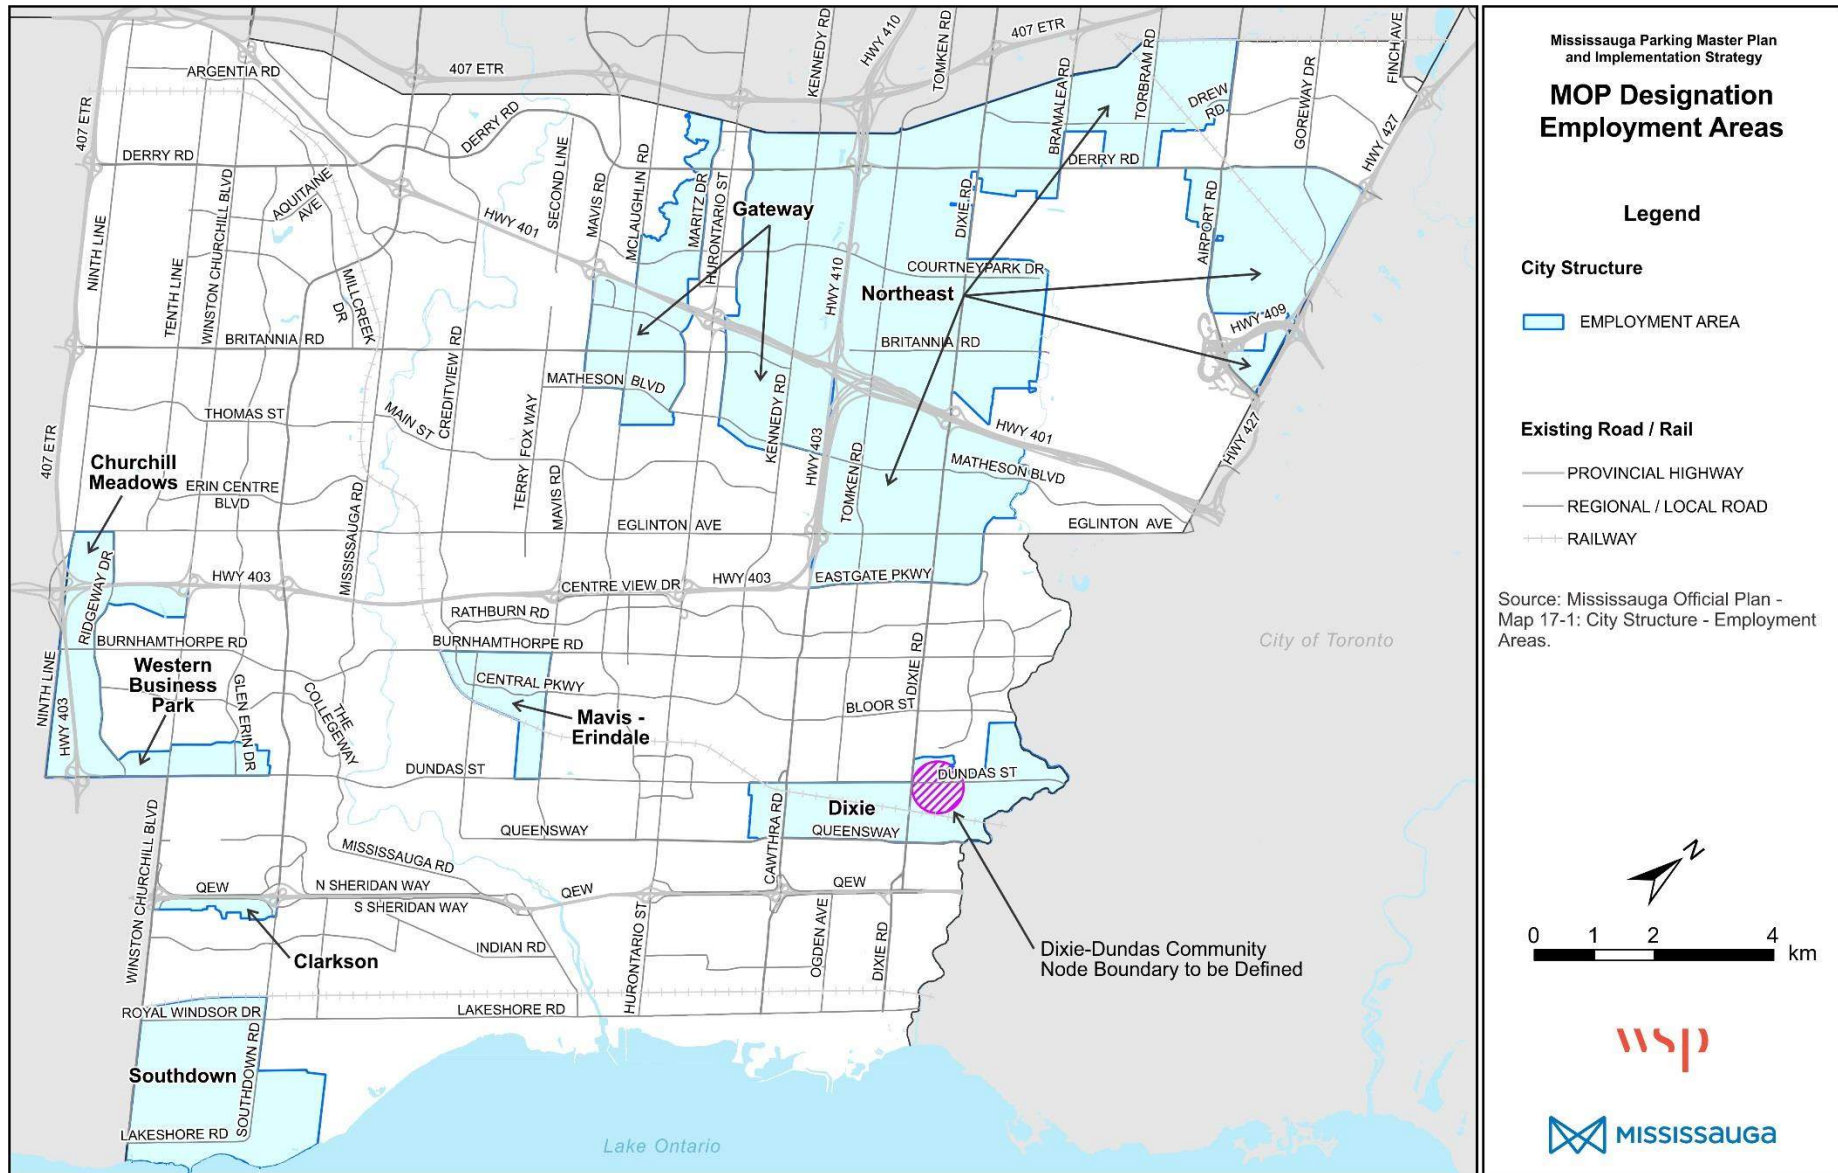 407 ETR
ARGENTIA RD
407 ETR
KENNEDY RD
HWY 410
TOMKEN RD
407 ETR
BRAMALEA RD
TORBRAM RD
DREW
RD
GOREWAY DR
FINCH AVE
HWY 427
DERRY RD
DERRY RD
DERRY RD
NINTH LINE
TENTH LINE
WINSTON CHURCHILL BLVD
AQUITAINE
AVE
MILLCREEK
DR
HWY 401
SECOND LINE
MAVIS RD
MCLAUGHLIN RD
MARITZ DR
HURONTARIO ST
Gateway
DIXIE RD
AIRPORT RD
COURTNEYPARK DR
HWY 410
Northeast
HWY 409
BRITANNIA RD
BRITANNIA RD
CREDITVIEW RD
MATHESON BLVD
KENNEDY RD
THOMAS ST
MAIN ST
TERRY FOX WAY
HWY 403
TOMKEN RD
HWY 401
HWY 427
407 ETR
Churchill
Meadows
ERIN CENTRE
BLVD
MISSISSAUGA RD
MAVIS RD
MATHESON BLVD
EGLINTON AVE
EGLINTON AVE
RIDGEWAY DR
HWY 403
CENTRE VIEW DR
HWY 403
EASTGATE PKWY
RATHBURN RD
BURNHAMTHORPE RD
BURNHAMTHORPE RD
City of Toronto
NINTH LINE
HWY 403
Western
Business
Park
GLEN ERIN DR
THE
COLLEGEWAY
CENTRAL PKWY
Mavis -
Erindale
DIXIE RD
BLOOR ST
DUNDAS ST
DUNDAS ST
Dixie
WINSTON CHURCHILL BLVD
QUEENSWAY
CAWTHRA RD
QUEENSWAY
MISSISSAUGA RD
QEW
N SHERIDAN WAY
QEW
QEW
S SHERIDAN WAY
Clarkson
INDIAN RD
HURONTARIO ST
OGDEN AVE
DIXIE RD
Dixie-Dundas Community
Node Boundary to be Defined
ROYAL WINDSOR DR
LAKESHORE RD
Southdown
SOUTHDOWN RD
LAKESHORE RD
Lake Ontario
Mississauga Parking Master Plan
and Implementation Strategy
MOP Designation
Employment Areas
Legend
City Structure
EMPLOYMENT AREA
Existing Road / Rail
PROVINCIAL HIGHWAY
REGIONAL / LOCAL ROAD
RAILWAY
Source: Mississauga Official Plan -
Map 17-1: City Structure - Employment
Areas.
N
0 1 2 4 km
wsp
MISSISSAUGA